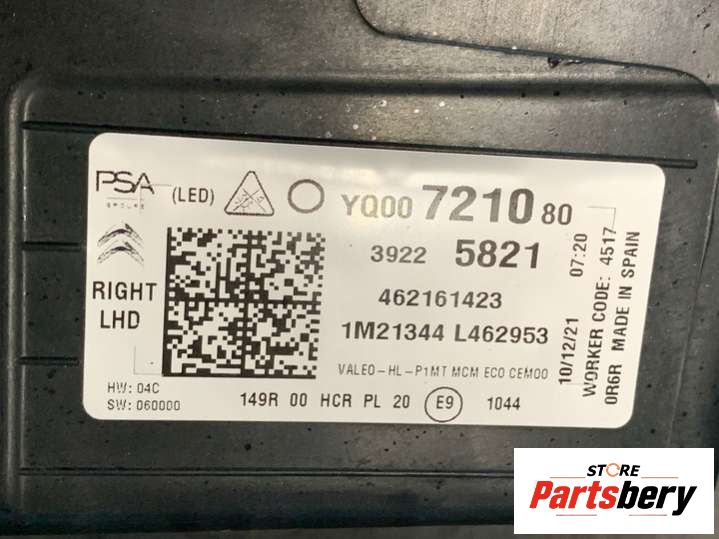 PSA
GROUPE
(LED)
YQ00 7210 80
3922 5821
RIGHT
LHD
462161423
1M21344 L462953
VALEO-HL-P1MT MCM ECO CEM00
HW: 04C
SW: 060000
149R 00 HCR PL 20 E9 1044
10/12/21 07:20
WORKER CODE: 4517
0R6R MADE IN SPAIN
STORE
Partsbery